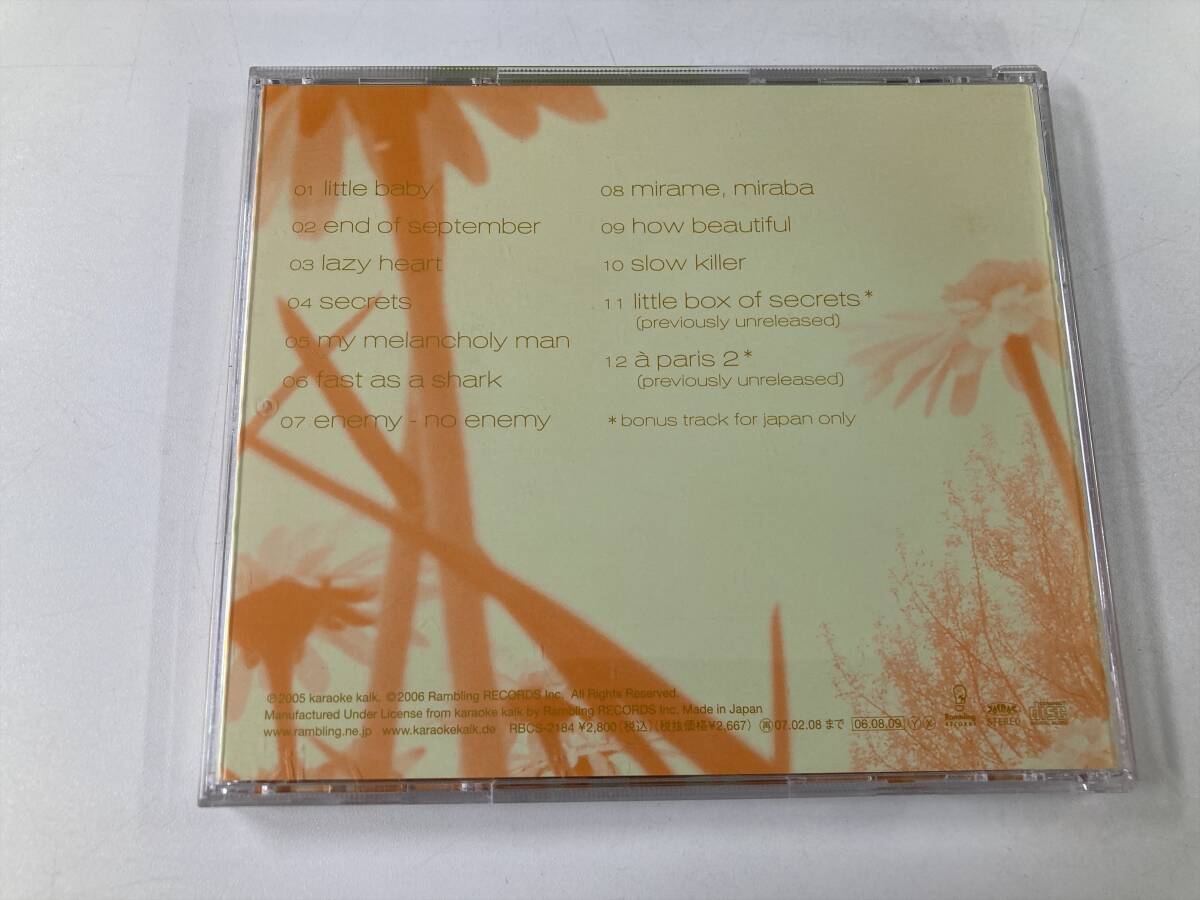 01 little baby
02 end of september
03 lazy heart
04 secrets
05 my melancholy man
06 fast as a shark
07 enemy - no enemy
08 mirame, miraba
09 how beautiful
10 slow killer
11 little box of secrets*
(previously unreleased)
12 à paris 2*
(previously unreleased)
*bonus track for japan only
℗2005 karaoke kalk. ©2006 Rambling RECORDS Inc. All Rights Reserved.
Manufactured Under License from karaoke kalk by Rambling RECORDS Inc. Made in Japan
www.rambling.ne.jp www.karaokekalk.de RBCS-2184 ¥2,800(税込)(税抜価格¥2,667) 再 07.02.08 まで 06.08.09 Y X
Rambling
RECORDS
STEREO